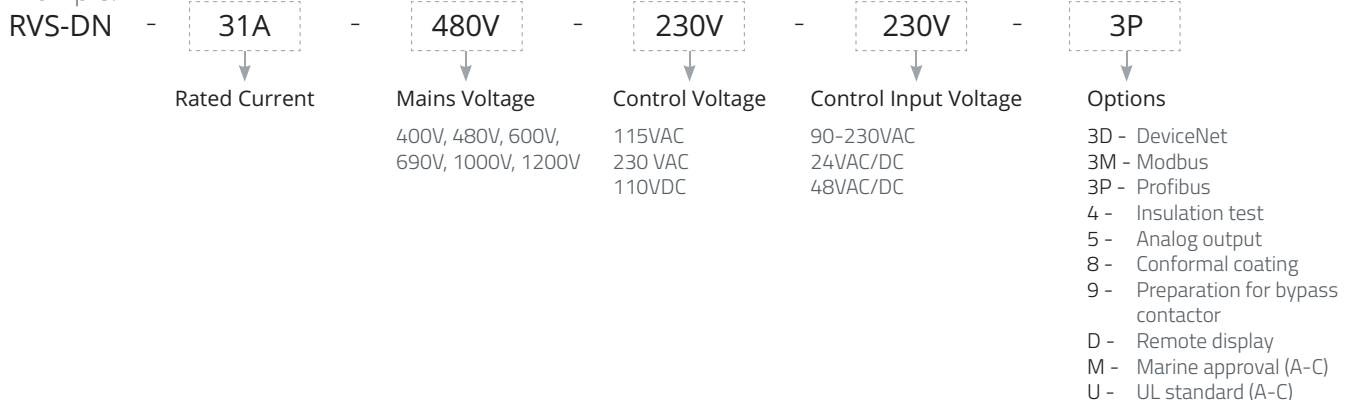 RVS-DN - 31A - 480V - 230V - 230V - 3P
Rated Current
Mains Voltage
400V, 480V, 600V,
690V, 1000V, 1200V
Control Voltage
115VAC
230 VAC
110VDC
Control Input Voltage
90-230VAC
24VAC/DC
48VAC/DC
Options
3D - DeviceNet
3M - Modbus
3P - Profibus
4 - Insulation test
5 - Analog output
8 - Conformal coating
9 - Preparation for bypass
contactor
D - Remote display
M - Marine approval (A-C)
U - UL standard (A-C)